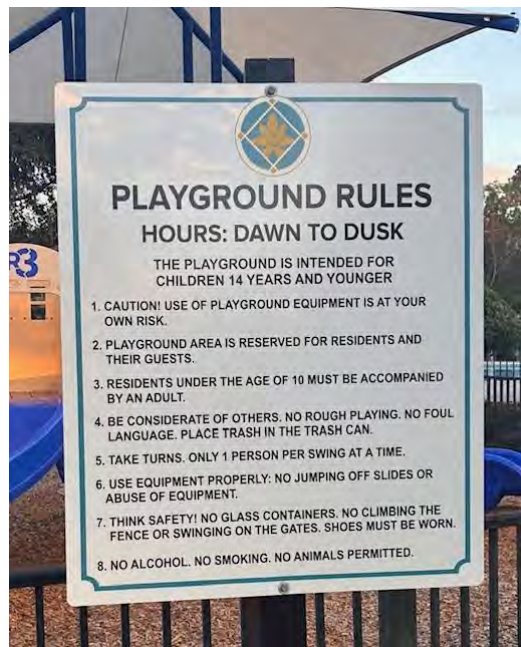 PLAYGROUND RULES
HOURS: DAWN TO DUSK
THE PLAYGROUND IS INTENDED FOR
CHILDREN 14 YEARS AND YOUNGER
1. CAUTION! USE OF PLAYGROUND EQUIPMENT IS AT YOUR
OWN RISK.
2. PLAYGROUND AREA IS RESERVED FOR RESIDENTS AND
THEIR GUESTS.
3. RESIDENTS UNDER THE AGE OF 10 MUST BE ACCOMPANIED
BY AN ADULT.
4. BE CONSIDERATE OF OTHERS. NO ROUGH PLAYING. NO FOUL
LANGUAGE. PLACE TRASH IN THE TRASH CAN.
5. TAKE TURNS. ONLY 1 PERSON PER SWING AT A TIME.
6. USE EQUIPMENT PROPERLY: NO JUMPING OFF SLIDES OR
ABUSE OF EQUIPMENT.
7. THINK SAFETY! NO GLASS CONTAINERS. NO CLIMBING THE
FENCE OR SWINGING ON THE GATES. SHOES MUST BE WORN.
8. NO ALCOHOL. NO SMOKING. NO ANIMALS PERMITTED.